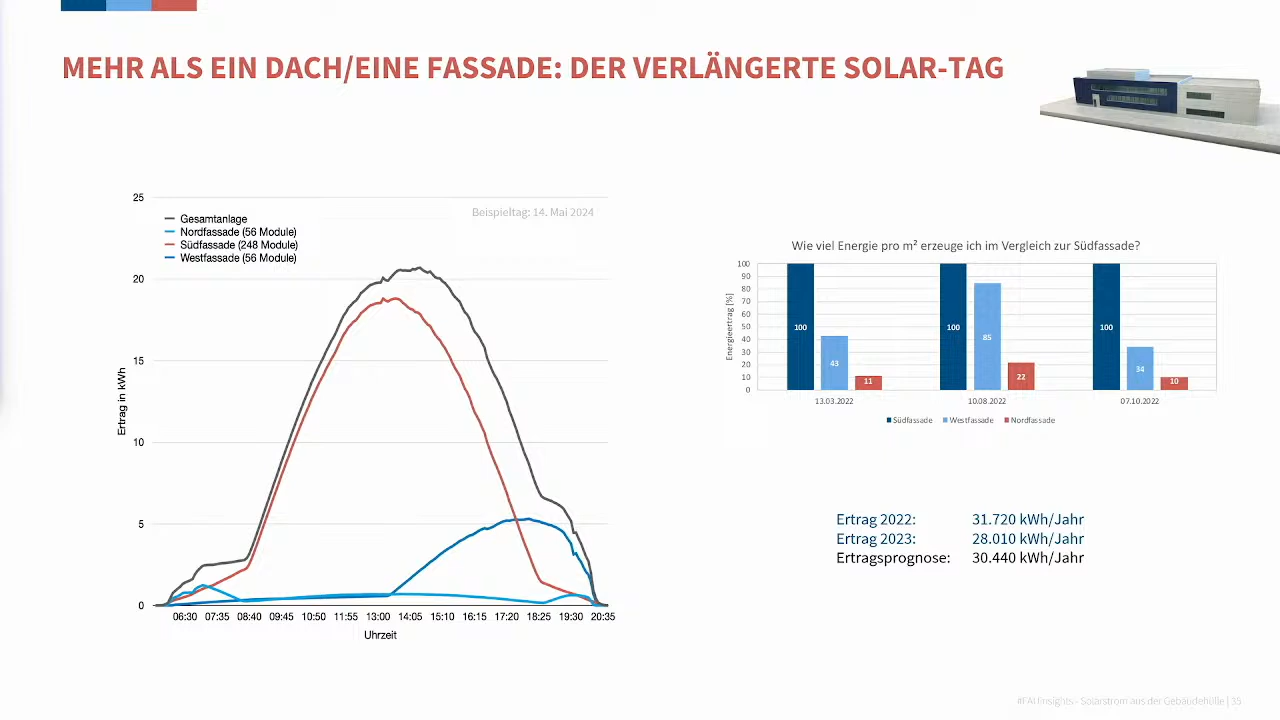 MEHR ALS EIN DACH/EINE FASSADE: DER VERLÄNGERTE SOLAR-TAG
Beispieltag: 14. Mai 2024
Gesamtanlage
Nordfassade (56 Module)
Südfassade (248 Module)
Westfassade (56 Module)
25
20
15
10
5
0
Ertrag in kWh
06:30 07:35 08:40 09:45 10:50 11:55 13:00 14:05 15:10 16:15 17:20 18:25 19:30 20:35
Uhrzeit
Wie viel Energie pro m² erzeuge ich im Vergleich zur Südfassade?
Energieertrag [%]
100
90
80
70
60
50
40
30
20
10
0
100 43 11
100 85 22
100 34 10
13.03.2022 10.08.2022 07.10.2022
Südfassade Westfassade Nordfassade
Ertrag 2022: 31.720 kWh/Jahr
Ertrag 2023: 28.010 kWh/Jahr
Ertragsprognose: 30.440 kWh/Jahr
#FAUinsights - Solarstrom aus der Gebäudehülle | 35